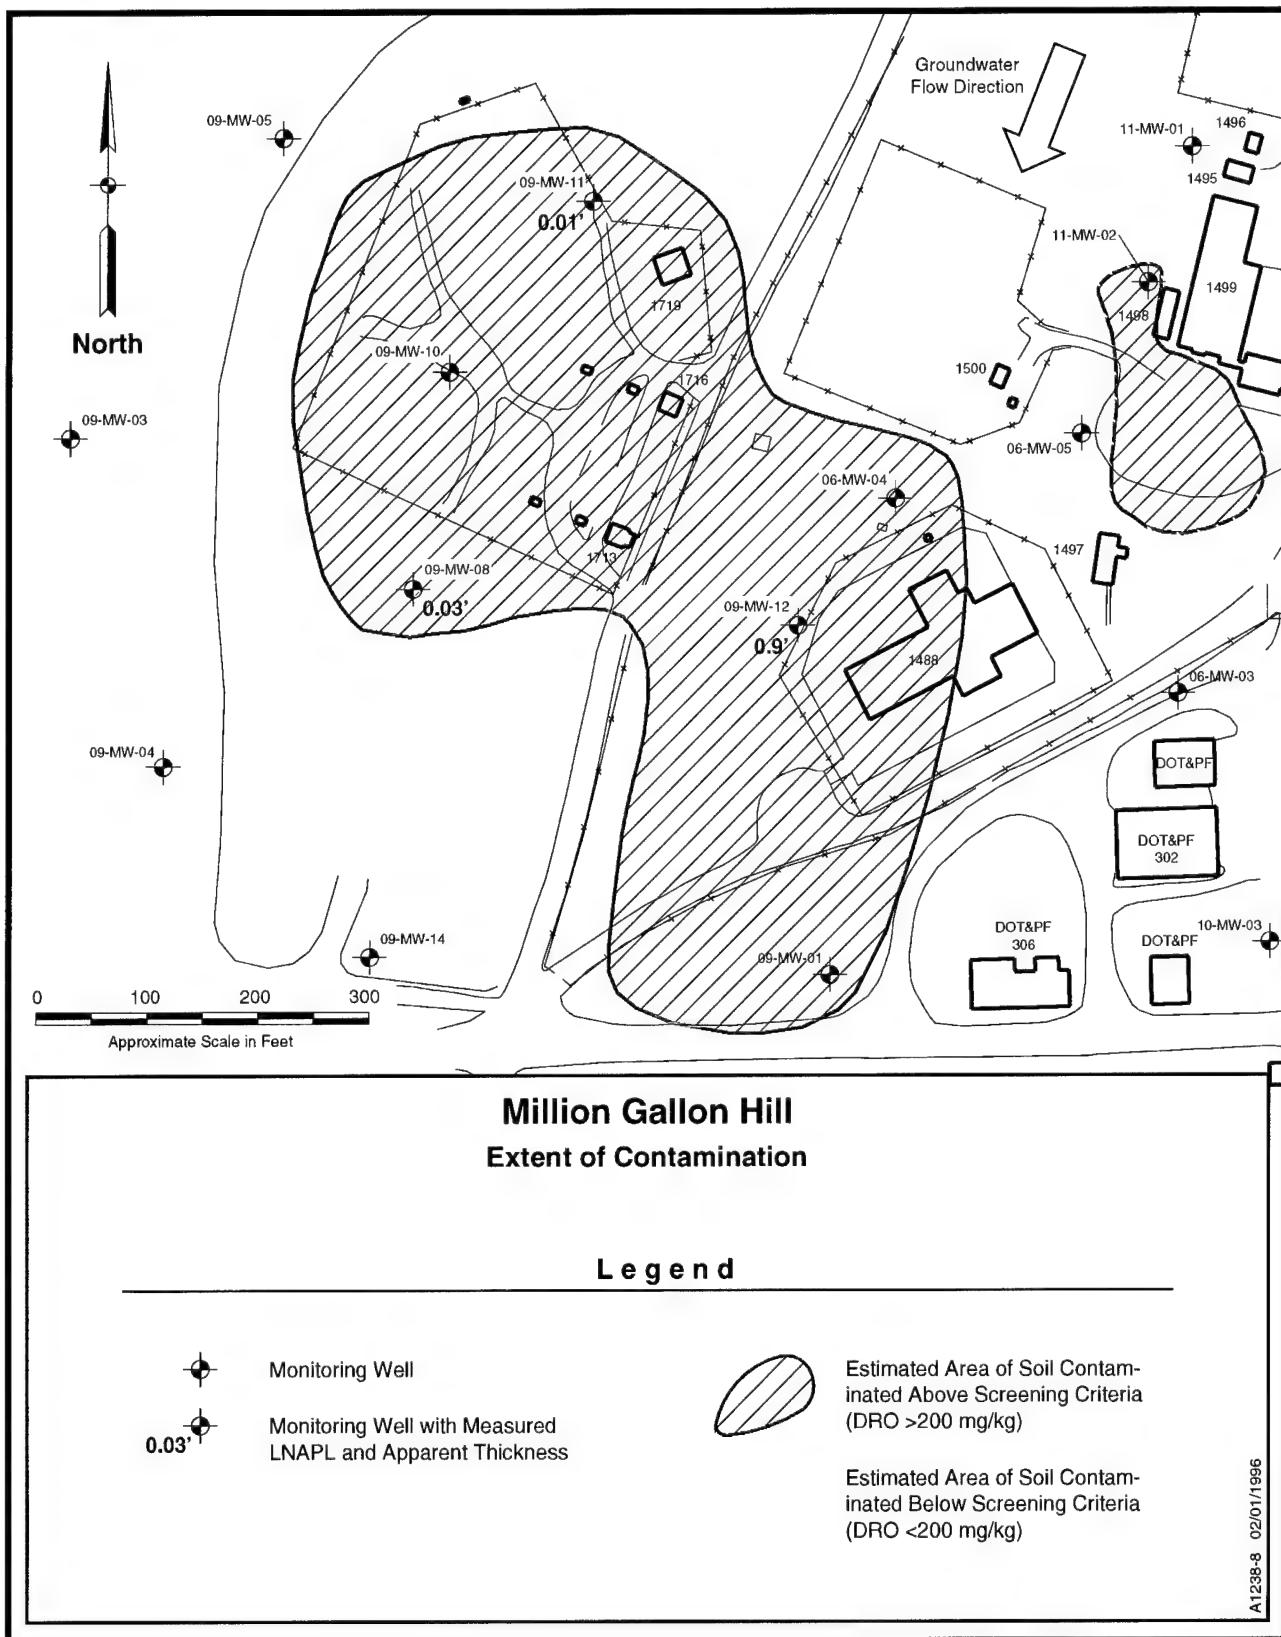 Groundwater
Flow Direction
09-MW-05
11-MW-01
1496
1495
09-MW-11
0.01'
11-MW-02
1719
1498
1499
North
09-MW-10
1716
1500
09-MW-03
06-MW-05
06-MW-04
1713
1497
09-MW-08
0.03'
09-MW-12
0.9'
1488
06-MW-03
09-MW-04
DOT&PF
DOT&PF
302
09-MW-14
DOT&PF
306
DOT&PF
10-MW-03
09-MW-01
0 100 200 300
Approximate Scale in Feet
Million Gallon Hill
Extent of Contamination
Legend
Monitoring Well
0.03'
Monitoring Well with Measured
LNAPL and Apparent Thickness
Estimated Area of Soil Contam-
inated Above Screening Criteria
(DRO >200 mg/kg)
Estimated Area of Soil Contam-
inated Below Screening Criteria
(DRO <200 mg/kg)
A1238-8 02/01/1996